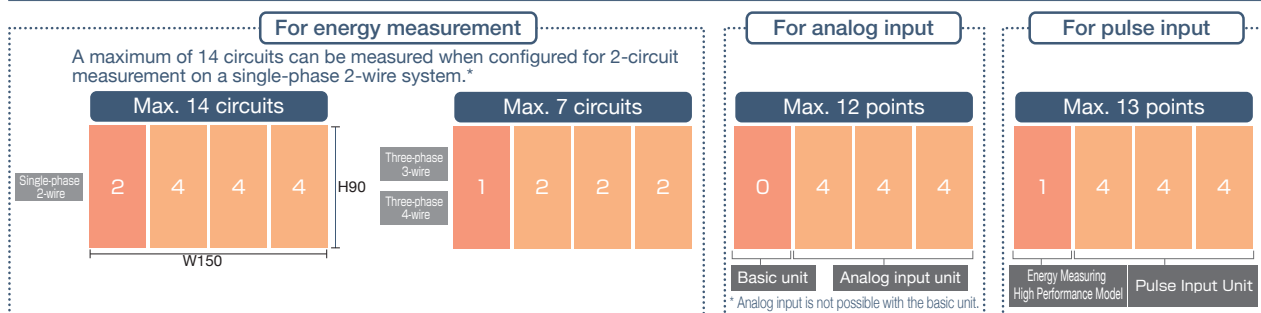 For energy measurement
A maximum of 14 circuits can be measured when configured for 2-circuit
measurement on a single-phase 2-wire system.*
Max. 14 circuits
Single-phase
2-wire
2 4 4 4
H90
W150
Max. 7 circuits
Three-phase
3-wire
Three-phase
4-wire
1 2 2 2
For analog input
Max. 12 points
0 4 4 4
Basic unit
Analog input unit
* Analog input is not possible with the basic unit.
For pulse input
Max. 13 points
1 4 4 4
Energy Measuring
High Performance Model
Pulse Input Unit